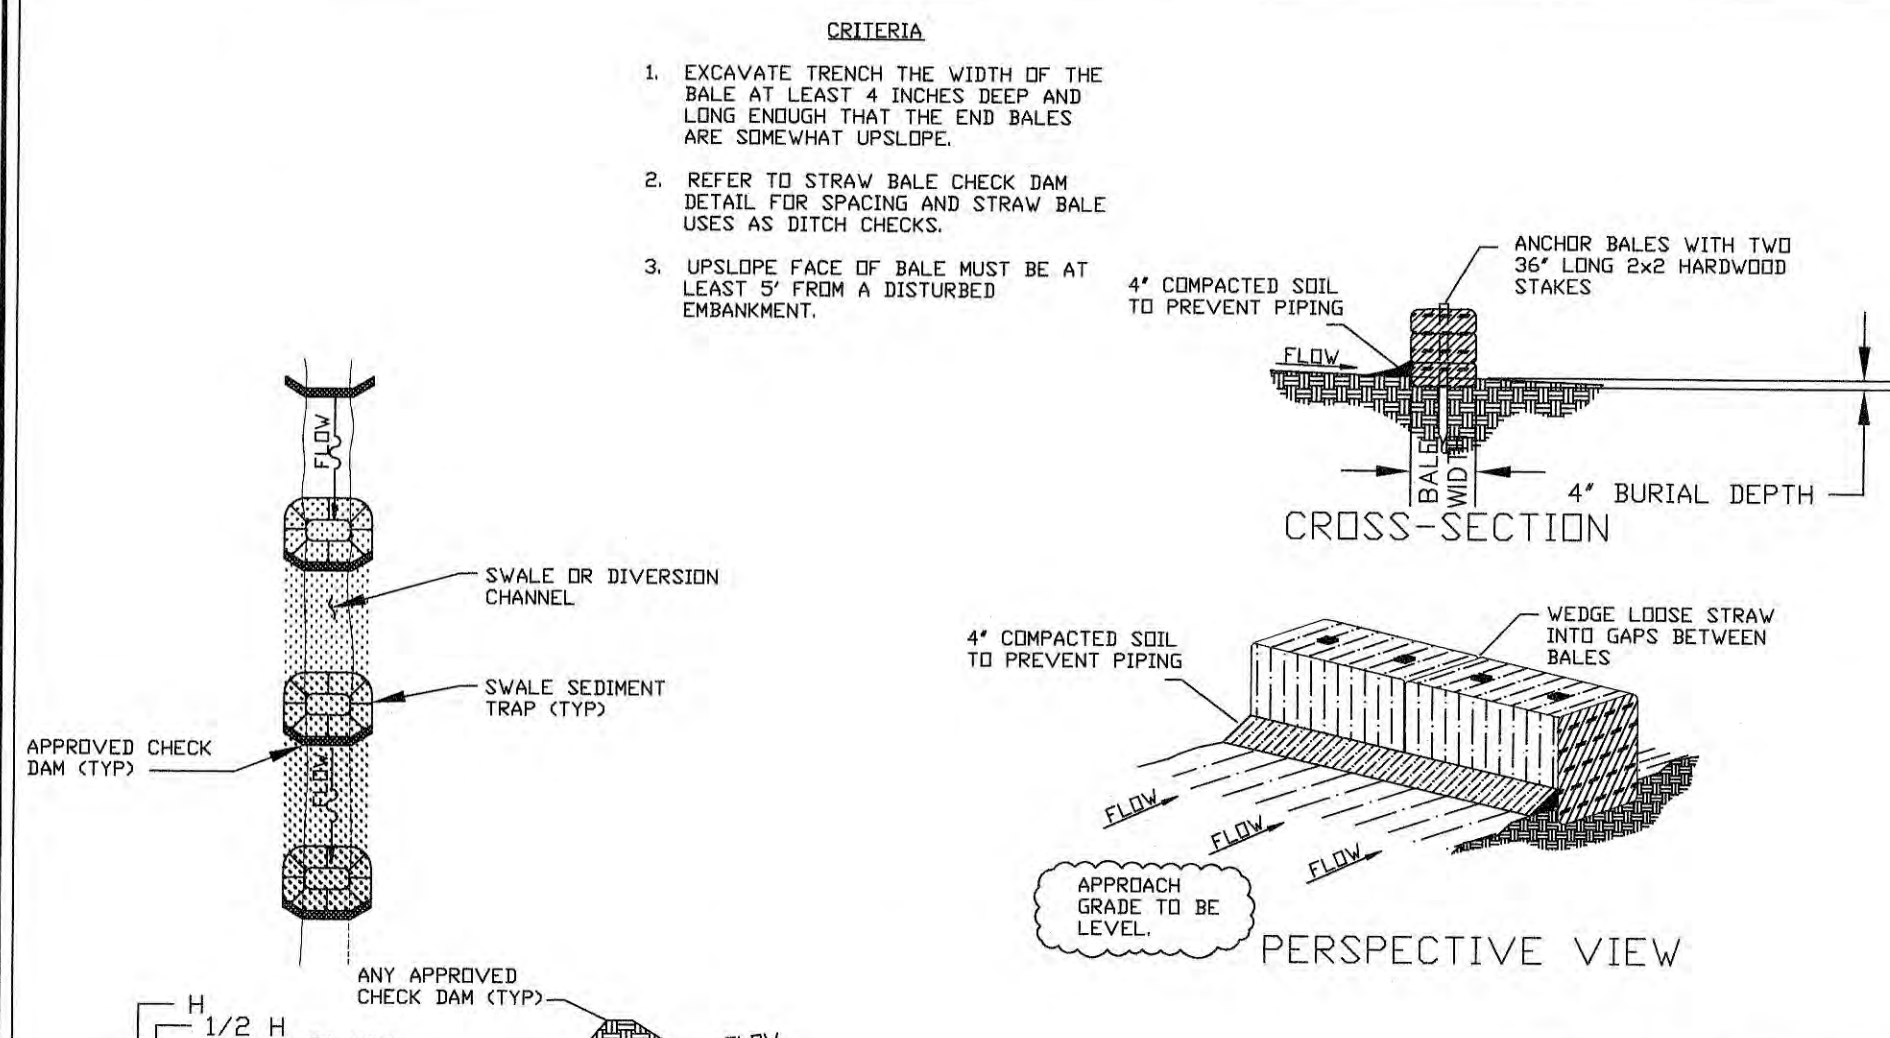 CRITERIA
1. EXCAVATE TRENCH THE WIDTH OF THE
BALE AT LEAST 4 INCHES DEEP AND
LONG ENOUGH THAT THE END BALES
ARE SOMEWHAT UPSLOPE.
2. REFER TO STRAW BALE CHECK DAM
DETAIL FOR SPACING AND STRAW BALE
USES AS DITCH CHECKS.
3. UPSLOPE FACE OF BALE MUST BE AT
LEAST 5' FROM A DISTURBED
EMBANKMENT.
ANCHOR BALES WITH TWO
36" LONG 2x2 HARDWOOD
STAKES
4" COMPACTED SOIL
TO PREVENT PIPING
FLOW
BALE
WIDTH
4" BURIAL DEPTH
CROSS-SECTION
FLOW
SWALE OR DIVERSION
CHANNEL
SWALE SEDIMENT
TRAP (TYP)
APPROVED CHECK
DAM (TYP)
FLOW
WEDGE LOOSE STRAW
INTO GAPS BETWEEN
BALES
4" COMPACTED SOIL
TO PREVENT PIPING
FLOW
FLOW
FLOW
APPROACH
GRADE TO BE
LEVEL.
PERSPECTIVE VIEW
ANY APPROVED
CHECK DAM (TYP)
H
1/2 H
FLOW